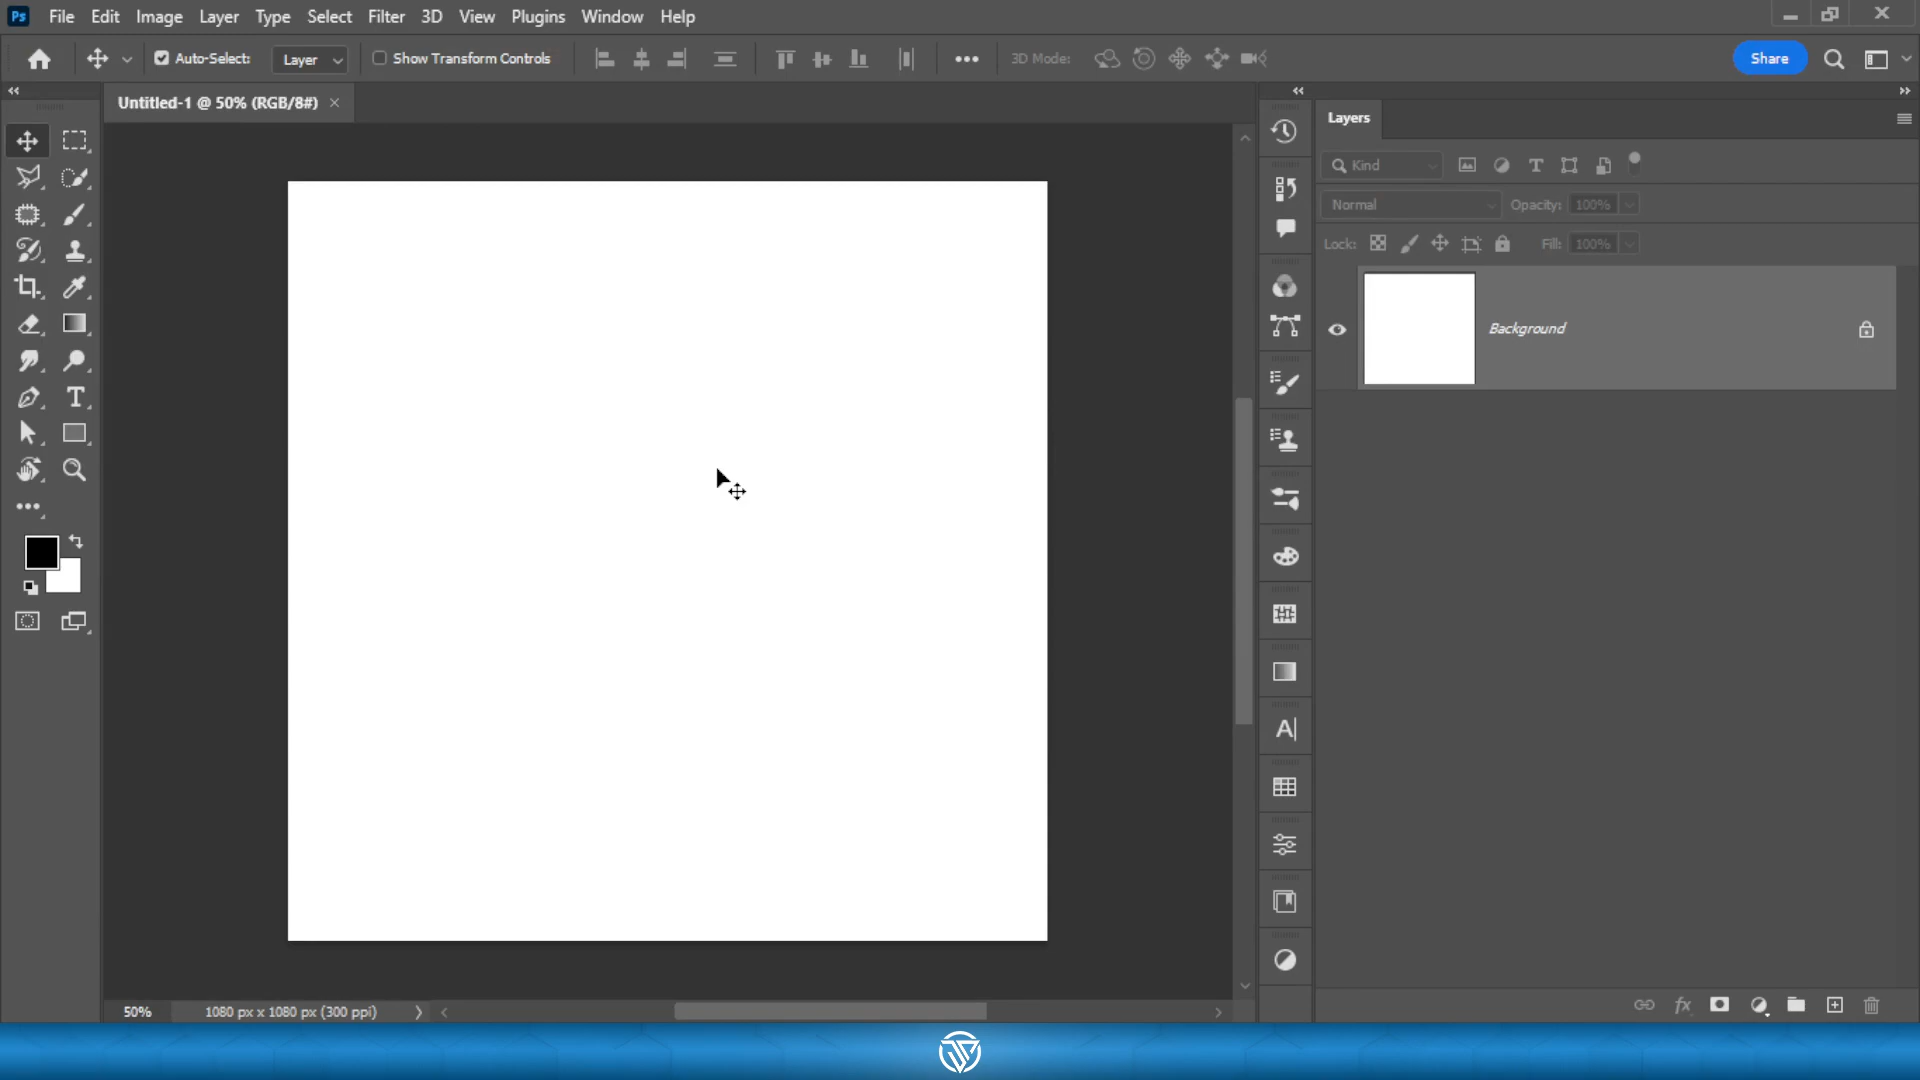 Ps File Edit Image Layer Type Select Filter 3D View Plugins Window Help
Auto-Select: Layer Show Transform Controls 3D Mode: Share
Untitled-1 @ 50% (RGB/8#)
Layers
Kind
Normal Opacity: 100%
Lock: Fill: 100%
Background
50% 1080 px x 1080 px (300 ppi)